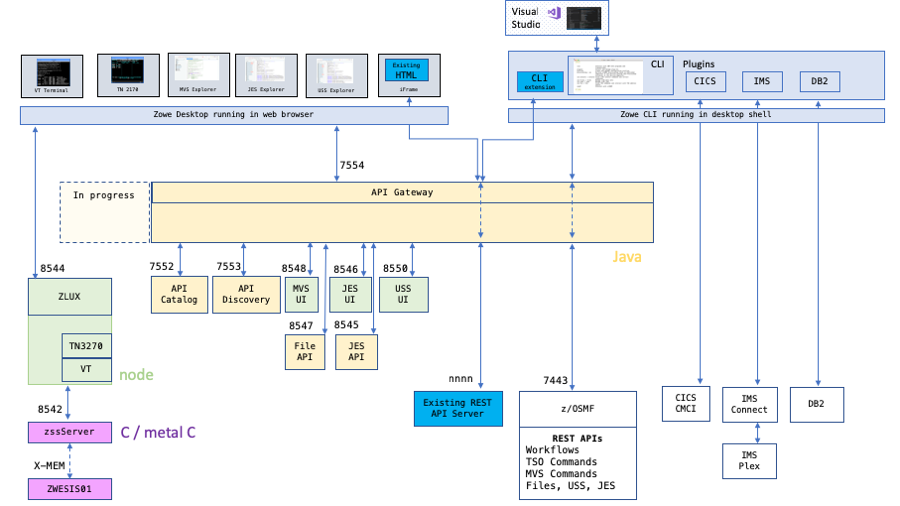 Visual
Studio
Existing
HTML
VT Terminal
TN 2170
MVS Explorer
JES Explorer
USS Explorer
iFrame
CLI
extension
CLI
Plugins
CICS
IMS
DB2
Zowe Desktop running in web browser
Zowe CLI running in desktop shell
7554
In progress
API Gateway
Java
8544
7552
7553
8548
8546
8550
ZLUX
API
Catalog
API
Discovery
MVS
UI
JES
UI
USS
UI
8547
8545
TN3270
VT
node
File
API
JES
API
nnnn
7443
8542
Existing REST
API Server
z/OSMF
CICS
CMCI
IMS
Connect
DB2
zssServer
C / metal C
REST APIs
Workflows
TSO Commands
MVS Commands
Files, USS, JES
X-MEM
IMS
Plex
ZWESIS01